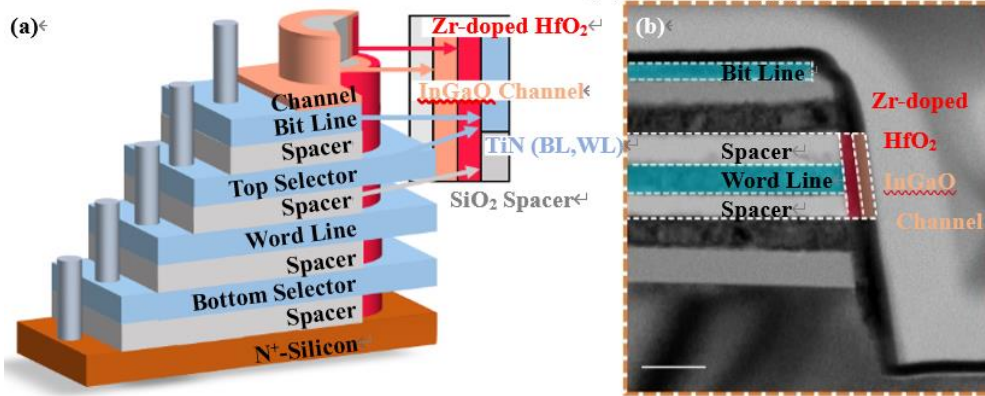 (a)
Zr-doped HfO2
InGaO Channel
TiN (BL,WL)
SiO2 Spacer
Channel
Bit Line
Spacer
Top Selector
Spacer
Word Line
Spacer
Bottom Selector
Spacer
N+-Silicon
(b)
Bit Line
Zr-doped
HfO2
Spacer
InGaO
Word Line
Spacer
Channel